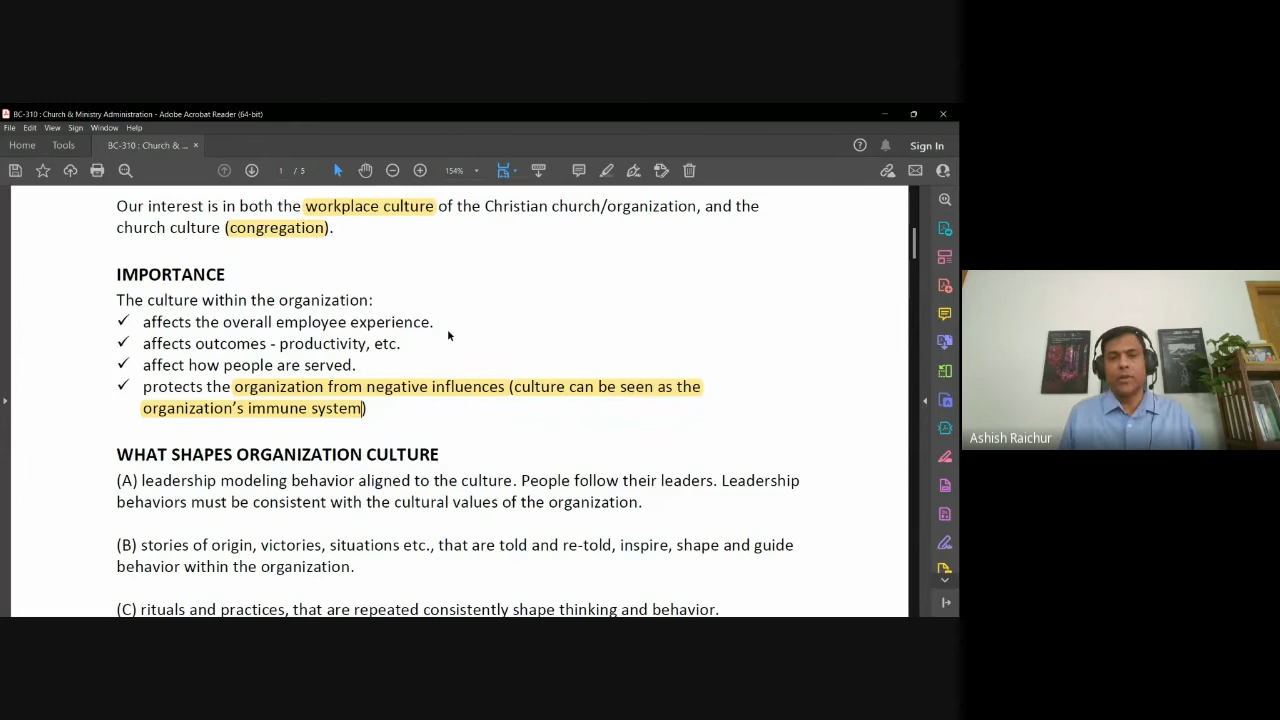 BC-310 : Church & Ministry Administration - Adobe Acrobat Reader (64-bit)
File Edit View Window Help
Home Tools BC-310 : Church & ... × Sign In
1 / 5 154%
Our interest is in both the workplace culture of the Christian church/organization, and the
church culture (congregation).
IMPORTANCE
The culture within the organization:
✓ affects the overall employee experience.
✓ affects outcomes - productivity, etc.
✓ affect how people are served.
✓ protects the organization from negative influences (culture can be seen as the
organization's immune system)
WHAT SHAPES ORGANIZATION CULTURE
(A) leadership modeling behavior aligned to the culture. People follow their leaders. Leadership
behaviors must be consistent with the cultural values of the organization.
(B) stories of origin, victories, situations etc., that are told and re-told, inspire, shape and guide
behavior within the organization.
(C) rituals and practices, that are repeated consistently shape thinking and behavior.
Ashish Raichur